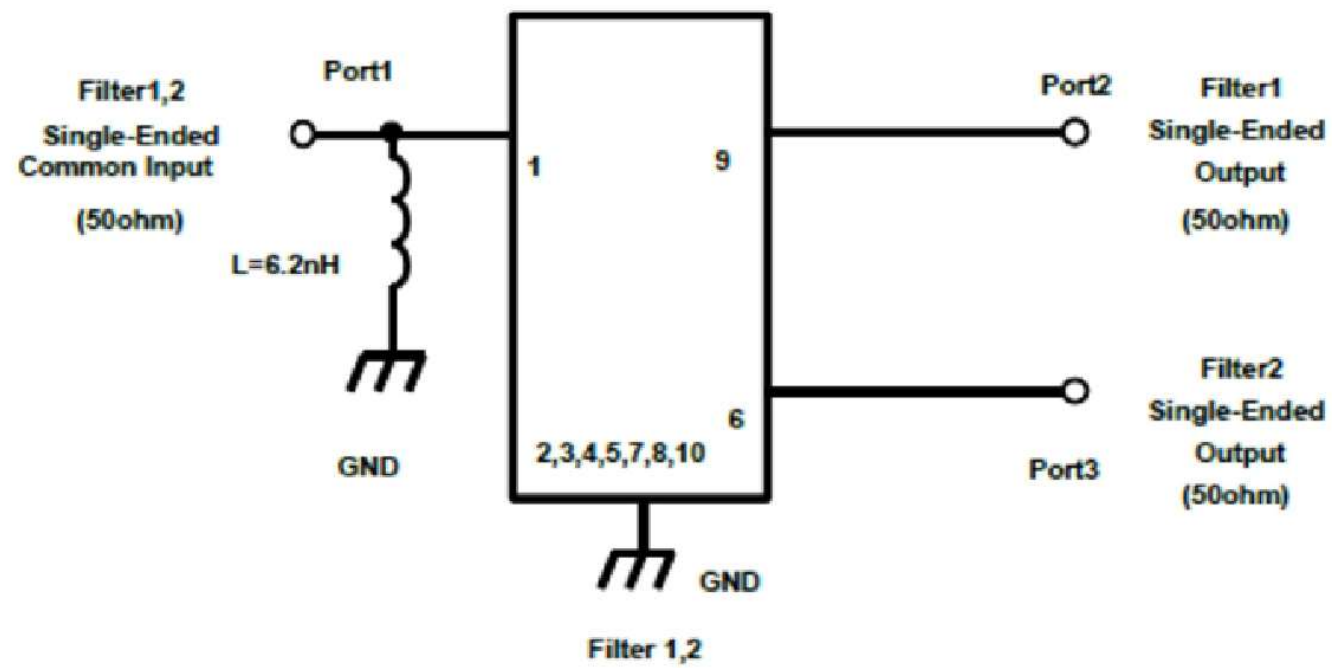 Port1
Filter1,2
Single-Ended
Common Input
(50ohm)
L=6.2nH
GND
1
9
6
2,3,4,5,7,8,10
GND
Filter 1,2
Port2
Filter1
Single-Ended
Output
(50ohm)
Port3
Filter2
Single-Ended
Output
(50ohm)